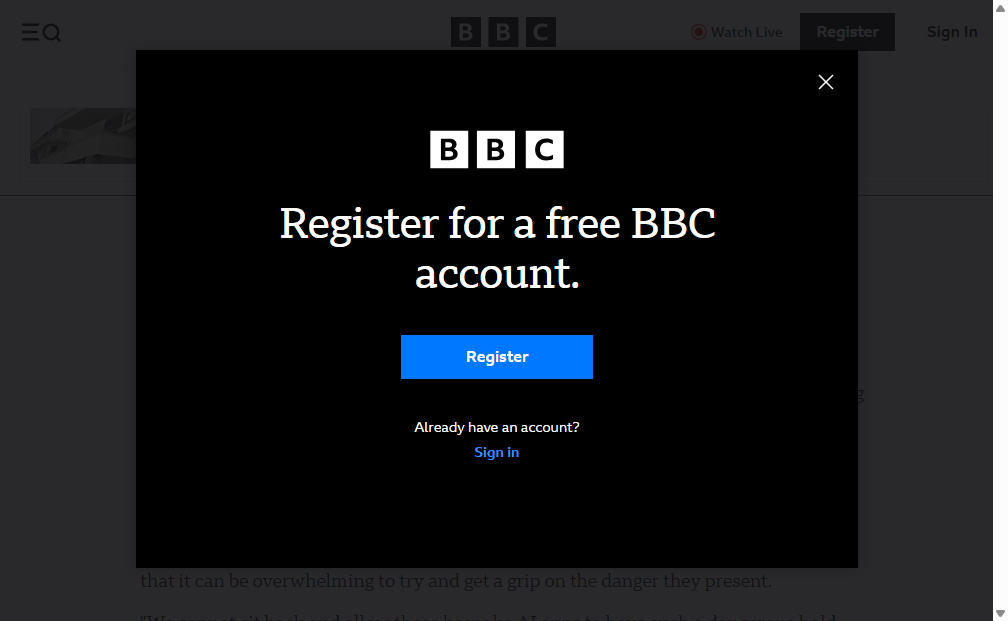 BBC
Watch Live
Register
Sign In
BBC
Register for a free BBC
account.
Register
Already have an account?
Sign in
that it can be overwhelming to try and get a grip on the danger they present.